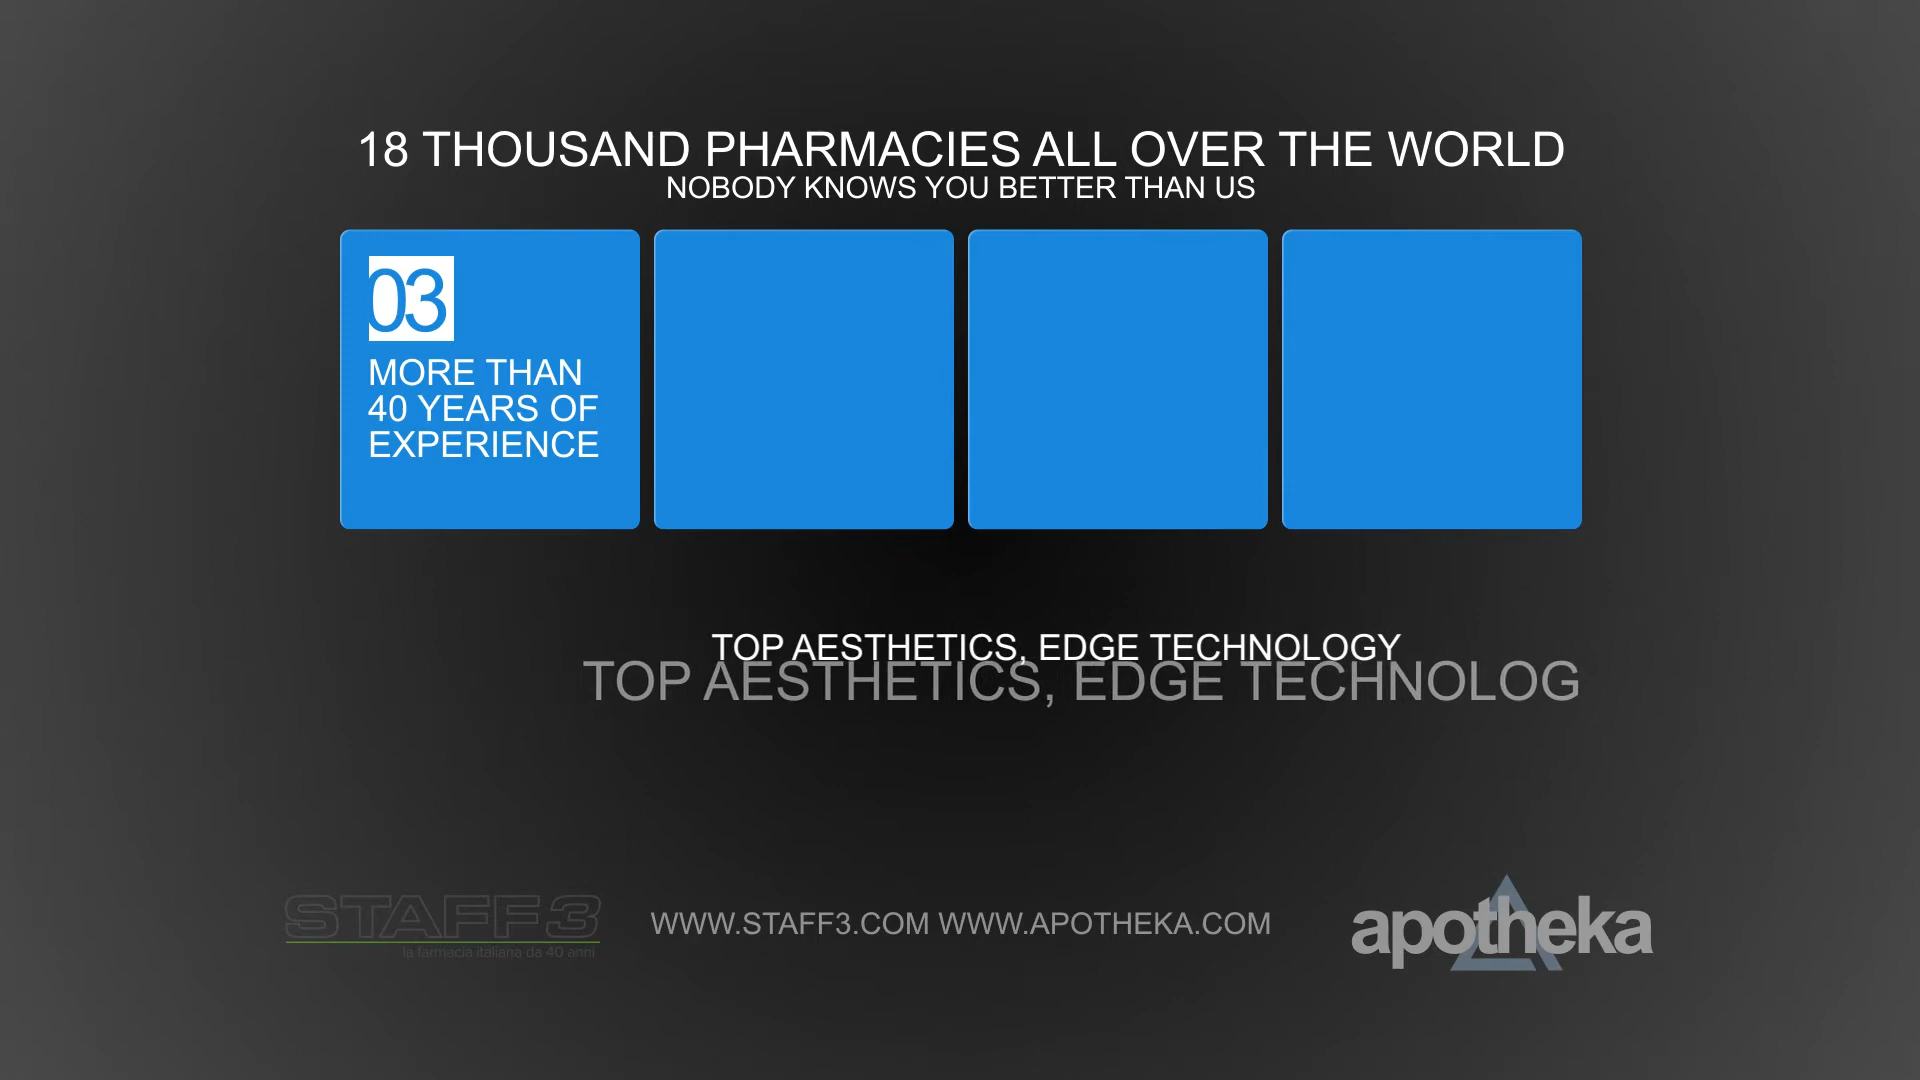 18 THOUSAND PHARMACIES ALL OVER THE WORLD
NOBODY KNOWS YOU BETTER THAN US
03
MORE THAN
40 YEARS OF
EXPERIENCE
TOP AESTHETICS, EDGE TECHNOLOGY
TOP AESTHETICS, EDGE TECHNOLOG
STAFF3
la farmacia italiana da 40 anni
WWW.STAFF3.COM WWW.APOTHEKA.COM
apotheka